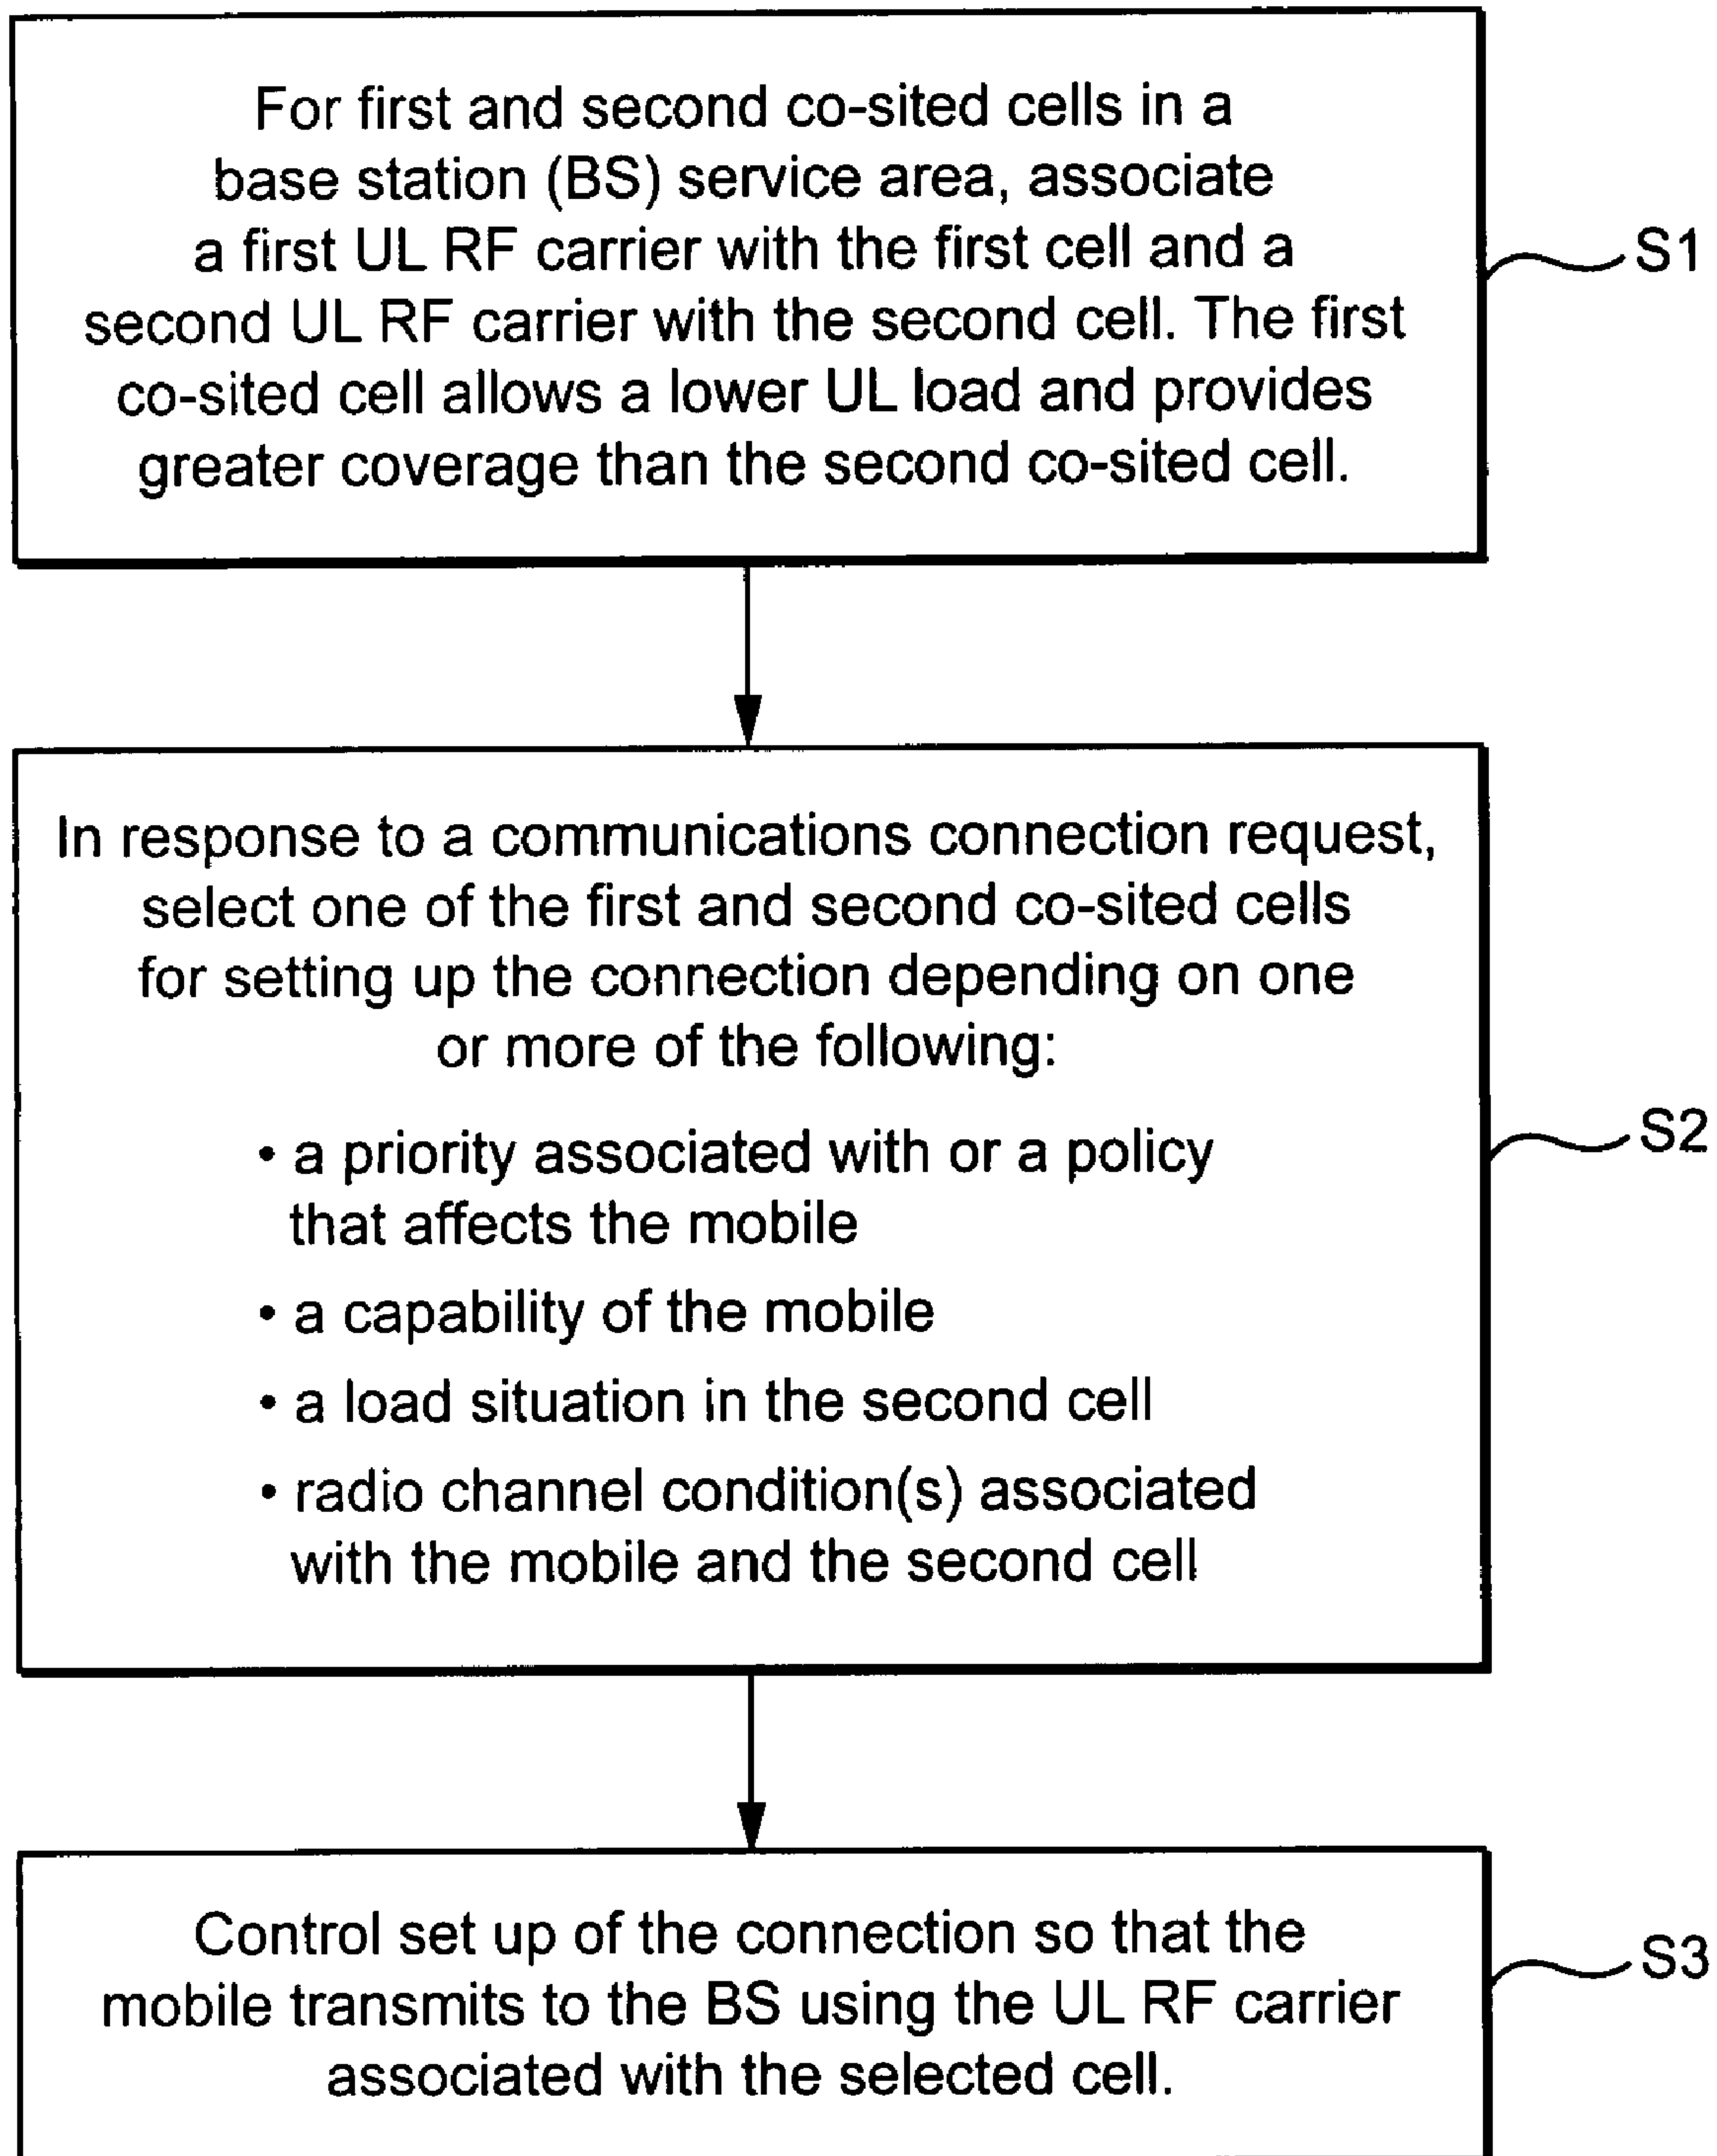 For first and second co-sited cells in a
base station (BS) service area, associate
a first UL RF carrier with the first cell and a
second UL RF carrier with the second cell. The first
co-sited cell allows a lower UL load and provides
greater coverage than the second co-sited cell.
S1
In response to a communications connection request,
select one of the first and second co-sited cells
for setting up the connection depending on one
or more of the following:
• a priority associated with or a policy
that affects the mobile
• a capability of the mobile
• a load situation in the second cell
• radio channel condition(s) associated
with the mobile and the second cell
S2
Control set up of the connection so that the
mobile transmits to the BS using the UL RF carrier
associated with the selected cell.
S3